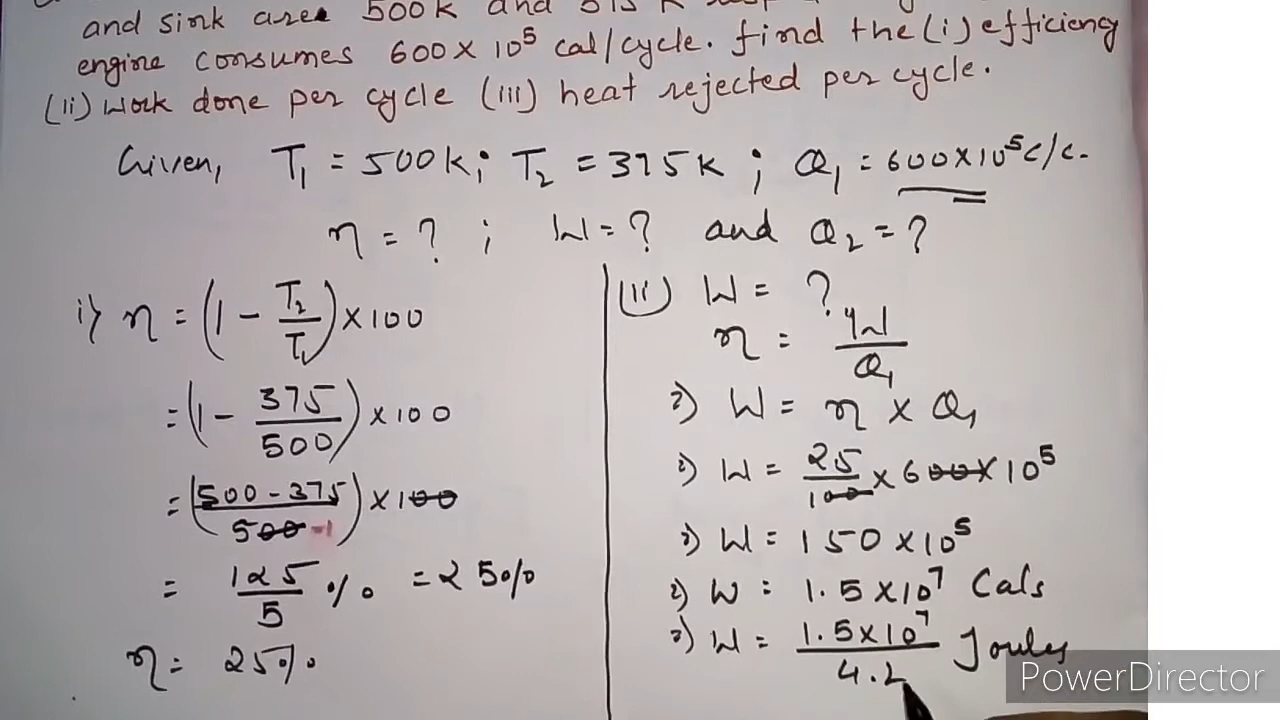 and sink are 500K and
engine consumes 600 × 10⁵ cal/cycle. find the (i) efficiency
(ii) work done per cycle (iii) heat rejected per cycle.
Given, T₁ = 500K; T₂ = 375K ; Q₁ = 600×10⁵ c/c.
η = ? ; W = ? and Q₂ = ?
i) η = (1 - T₂/T₁) × 100
= (1 - 375/500) × 100
= (500 - 375/500 -1) × 100
= 125/5 % = 25%
η = 25%
(ii) W = ?
η = W/Q₁
W = η × Q₁
W = 25/100 × 600 × 10⁵
W = 150 × 10⁵
W = 1.5 × 10⁷ Cals
W = 1.5 × 10⁷/4.2 Joules
PowerDirector